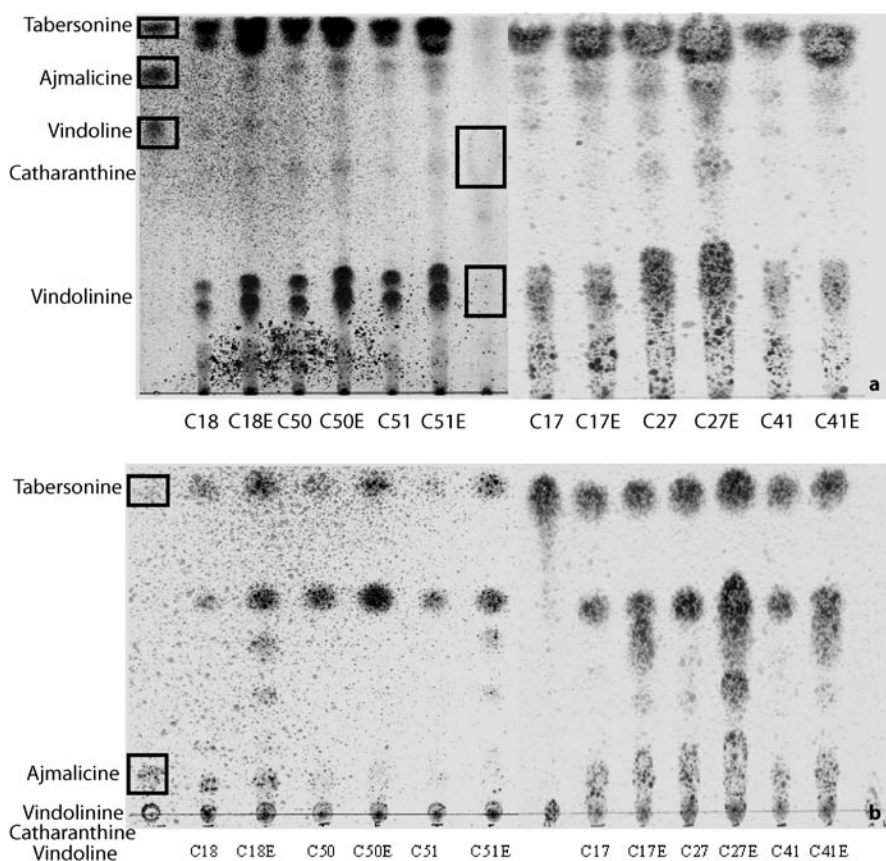 Tabersonine
Ajmalicine
Vindoline
Catharanthine
Vindolinine
a
C18 C18E C50 C50E C51 C51E C17 C17E C27 C27E C41 C41E
Tabersonine
Ajmalicine
Vindolinine
b
Catharanthine
Vindoline
C18 C18E C50 C50E C51 C51E C17 C17E C27 C27E C41 C41E